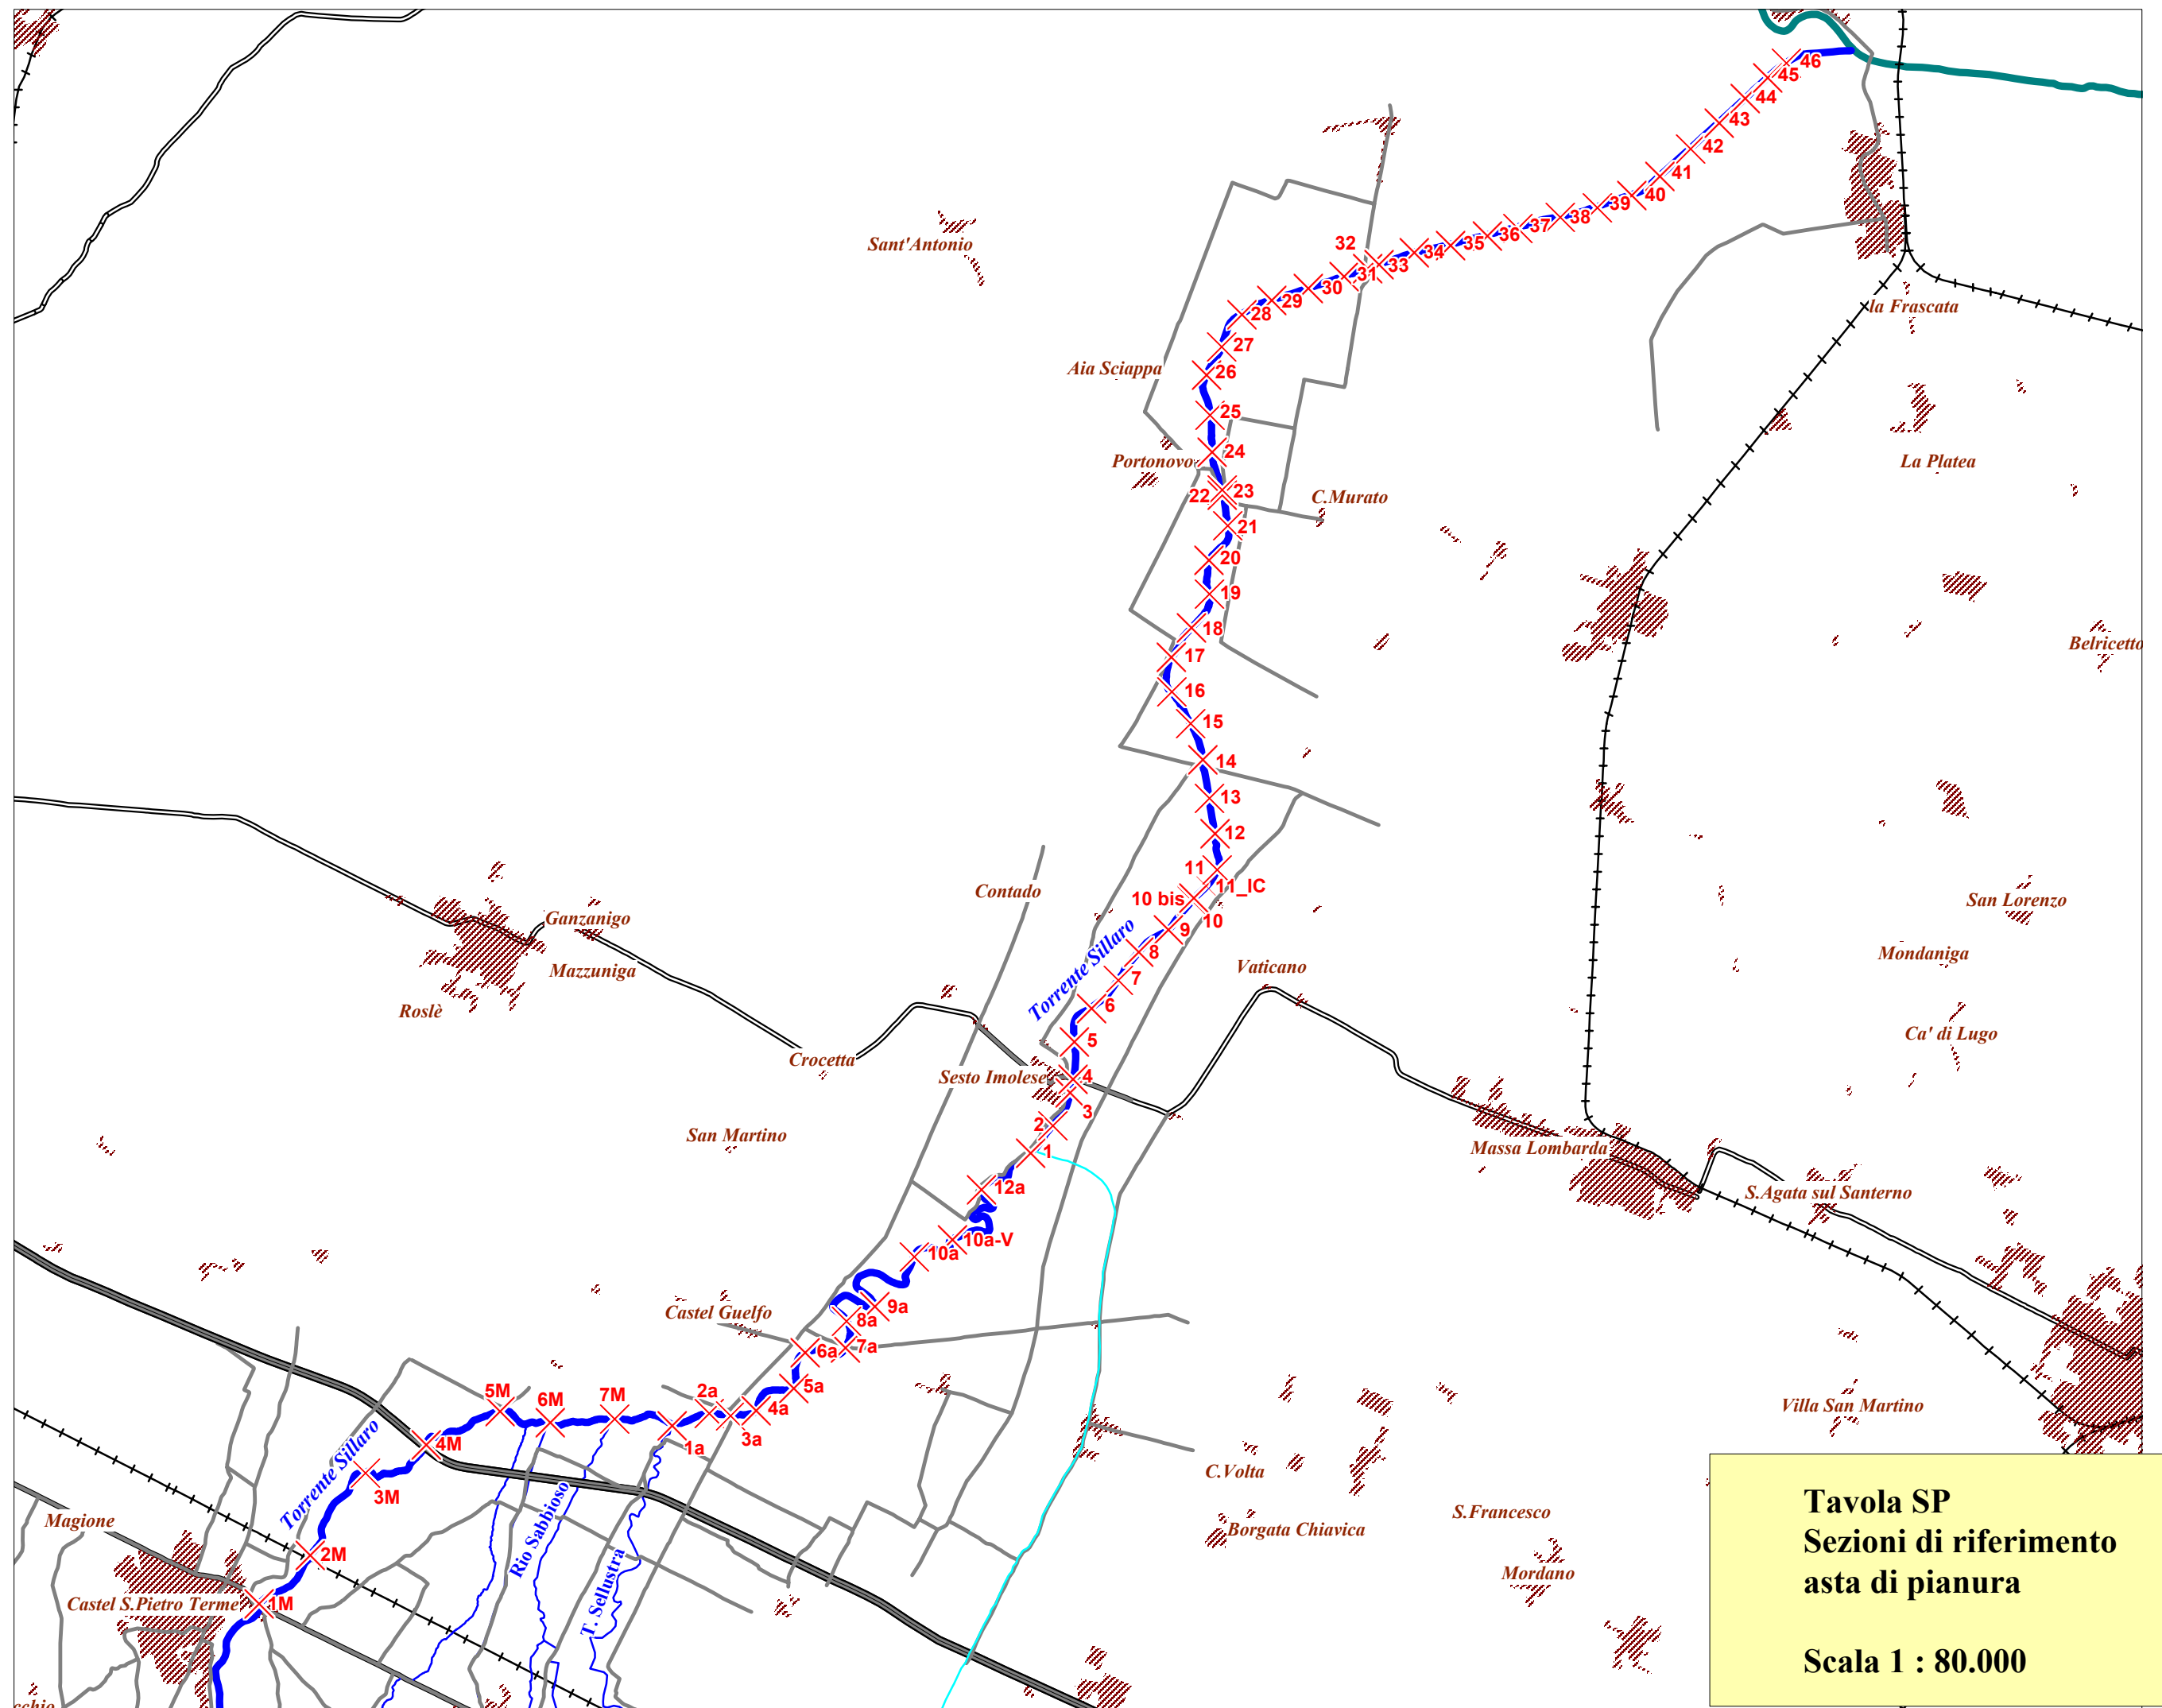 46
45
44
43
42
41
40
39
38
37
36
35
34
33
32
31
30
29
28
27
26
25
24
23
22
21
20
19
18
17
16
15
14
13
12
11
11_IC
10 bis
10
9
8
7
6
5
4
3
2
1
12a
10a-V
10a
9a
8a
7a
6a
5a
4a
3a
2a
1a
7M
6M
5M
4M
3M
2M
1M
Sant'Antonio
la Frascata
Aia Sciappa
Portonovo
C.Murato
La Platea
Belricetto
Contado
Ganzanigo
Mazzuniga
Roslè
Crocetta
Torrente Sillaro
Vaticano
San Lorenzo
Mondaniga
Ca' di Lugo
Sesto Imolese
San Martino
Massa Lombarda
S.Agata sul Santerno
Castel Guelfo
Villa San Martino
Torrente Sillaro
Magione
Castel S.Pietro Terme
Rio Sabbioso
T. Sellustra
C.Volta
Borgata Chiavica
S.Francesco
Mordano
cchio
Tavola SP
Sezioni di riferimento
asta di pianura
Scala 1 : 80.000